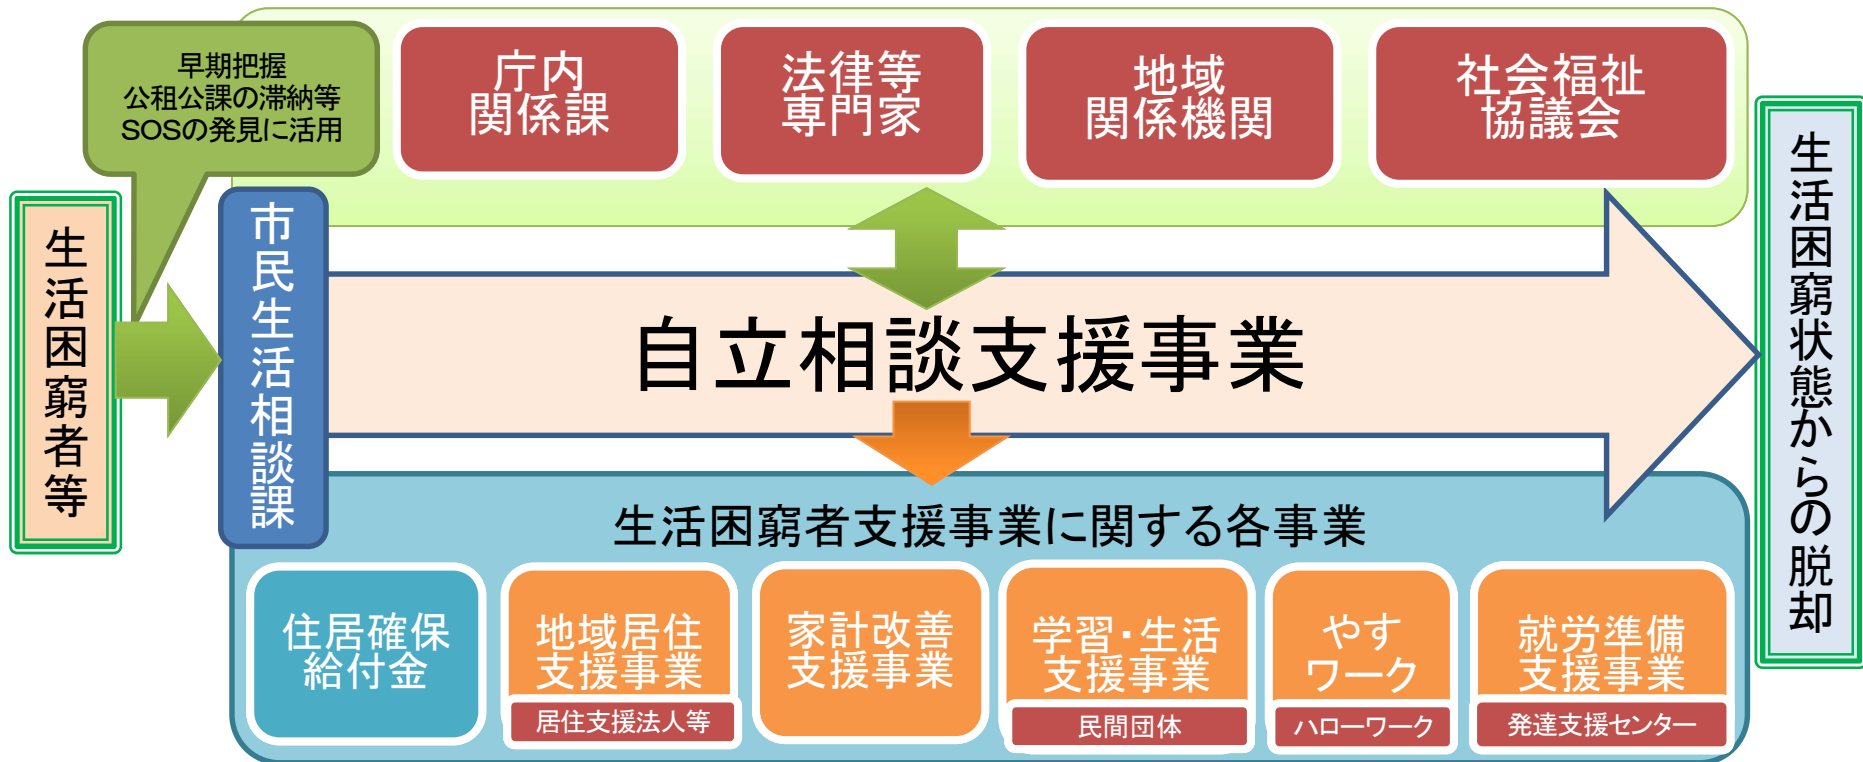 早期把握
公租公課の滞納等
SOSの発見に活用
庁内
関係課
法律等
専門家
地域
関係機関
社会福祉
協議会
生活困窮者等
市民生活相談課
自立相談支援事業
生活困窮状態からの脱却
生活困窮者支援事業に関する各事業
住居確保
給付金
地域居住
支援事業
居住支援法人等
家計改善
支援事業
学習・生活
支援事業
民間団体
やす
ワーク
ハローワーク
就労準備
支援事業
発達支援センター